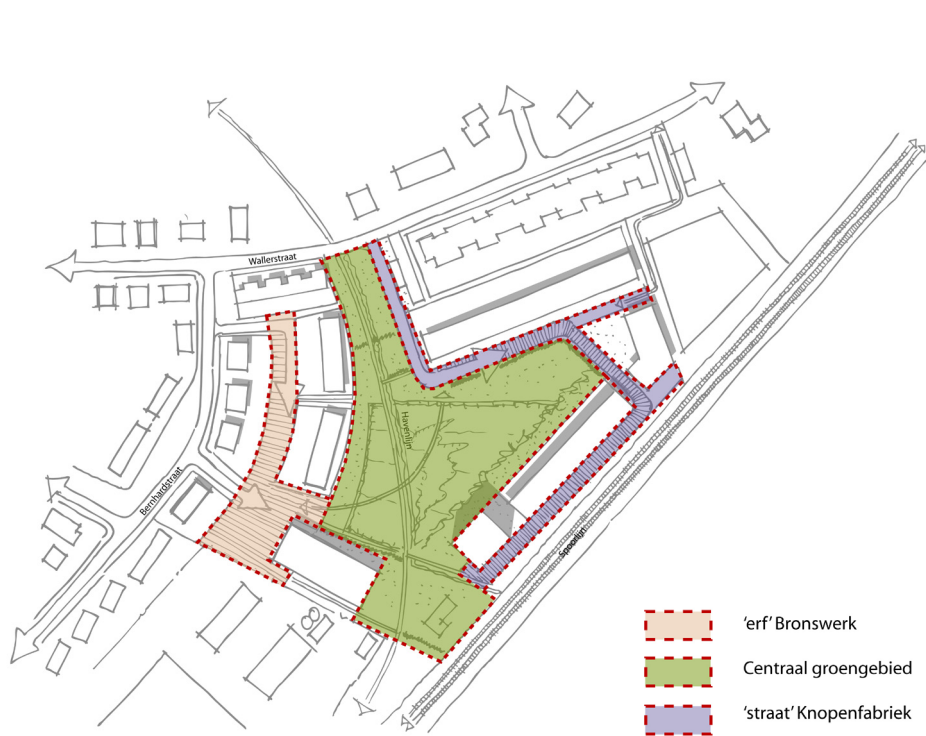 Wallerstraat
Havenlijn
Bernhardstraat
Spoorlijn
‘erf’ Bronswerk
Centraal groengebied
‘straat’ Knopenfabriek